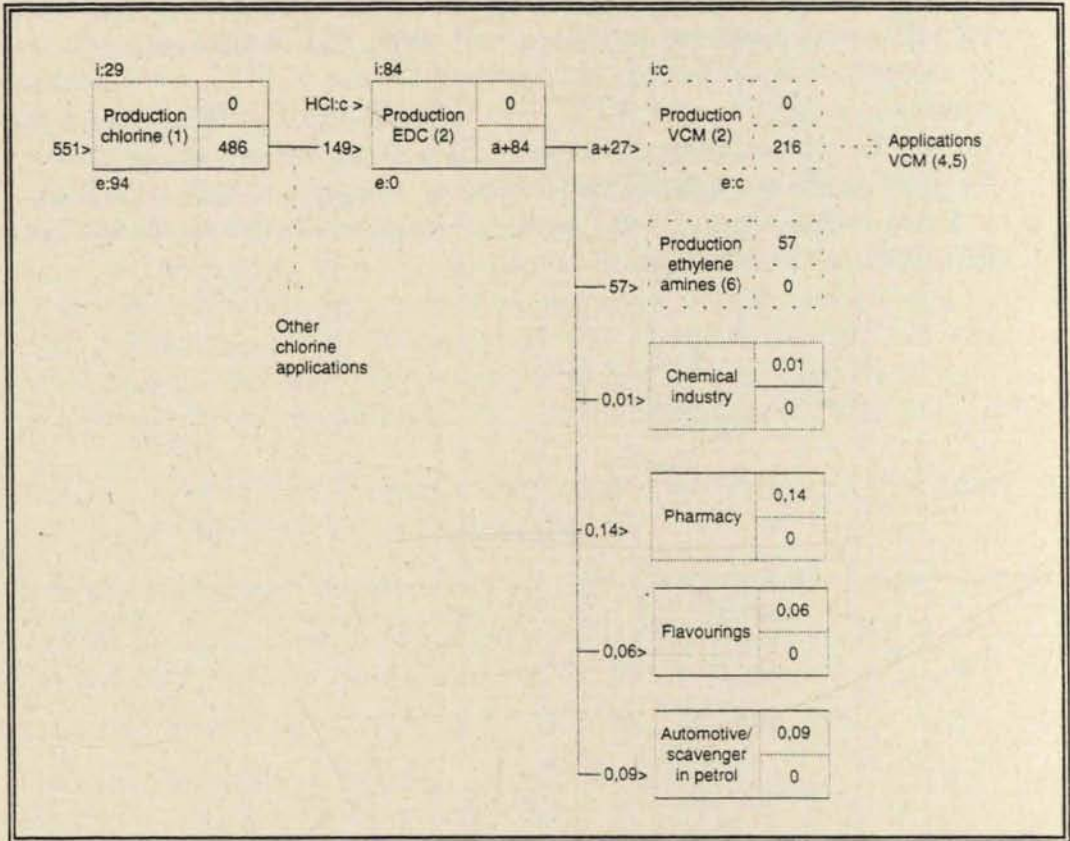 i:29
551>
Production
chlorine (1)
0
486
e:94
Other
chlorine
applications
i:84
HCl:c >
149>
Production
EDC (2)
0
a+84
e:0
a+27>
i:c
Production
VCM (2)
0
216
e:c
Applications
VCM (4,5)
57>
Production
ethylene
amines (6)
57
0
0,01>
Chemical
industry
0,01
0
0,14>
Pharmacy
0,14
0
0,06>
Flavourings
0,06
0
0,09>
Automotive/
scavenger
in petrol
0,09
0